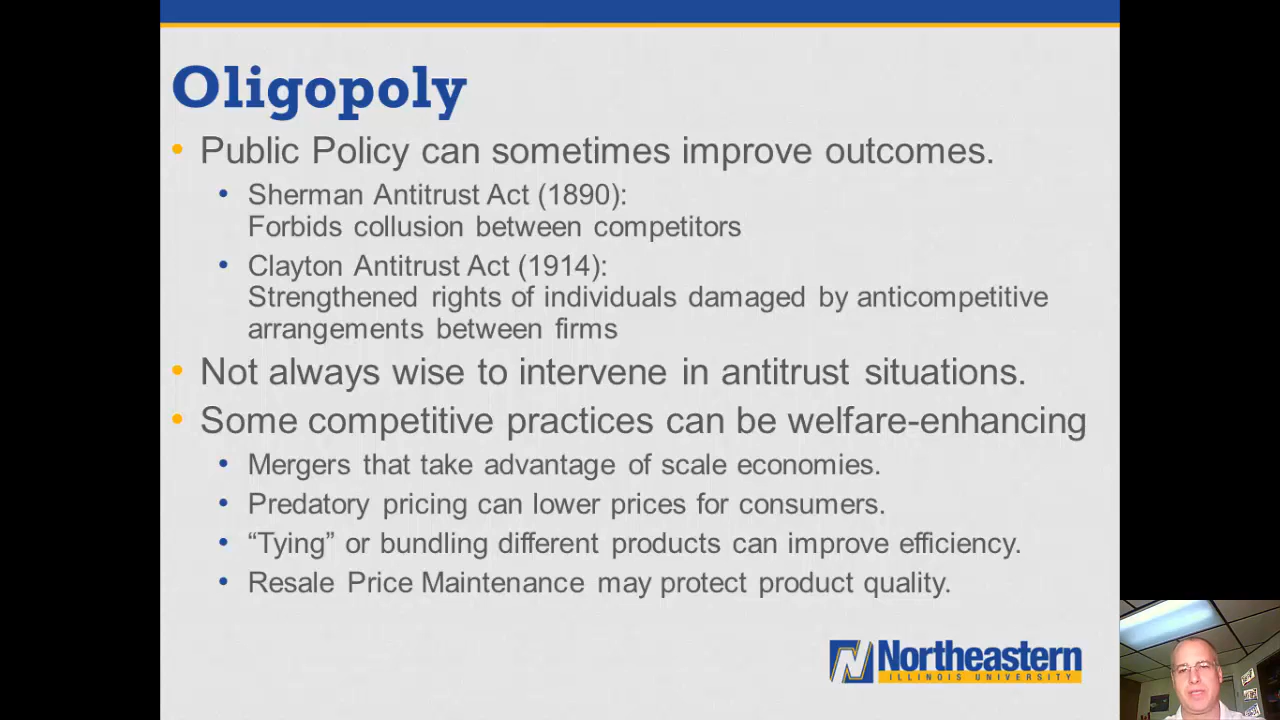 Oligopoly
• Public Policy can sometimes improve outcomes.
• Sherman Antitrust Act (1890):
Forbids collusion between competitors
• Clayton Antitrust Act (1914):
Strengthened rights of individuals damaged by anticompetitive
arrangements between firms
• Not always wise to intervene in antitrust situations.
• Some competitive practices can be welfare-enhancing
• Mergers that take advantage of scale economies.
• Predatory pricing can lower prices for consumers.
• “Tying” or bundling different products can improve efficiency.
• Resale Price Maintenance may protect product quality.
N Northeastern
ILLINOIS UNIVERSITY